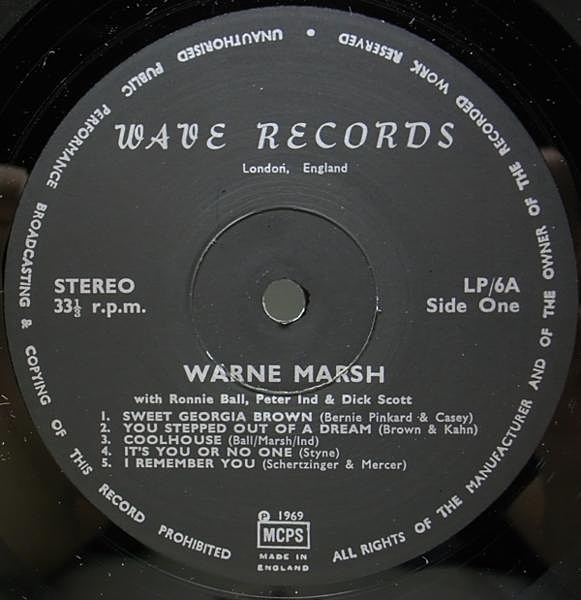 ALL RIGHTS OF THE MANUFACTURER AND OF THE OWNER OF THE RECORDED WORK RESERVED • UNAUTHORISED PUBLIC PERFORMANCE BROADCASTING & COPYING OF THIS RECORD PROHIBITED
WAVE RECORDS
London, England
STEREO
33⅓ r.p.m.
LP/6A
Side One
WARNE MARSH
with Ronnie Ball, Peter Ind & Dick Scott
1. SWEET GEORGIA BROWN (Bernie Pinkard & Casey)
2. YOU STEPPED OUT OF A DREAM (Brown & Kahn)
3. COOLHOUSE (Ball/Marsh/Ind)
4. IT'S YOU OR NO ONE (Styne)
5. I REMEMBER YOU (Schertzinger & Mercer)
℗ 1969
MCPS
MADE IN
ENGLAND